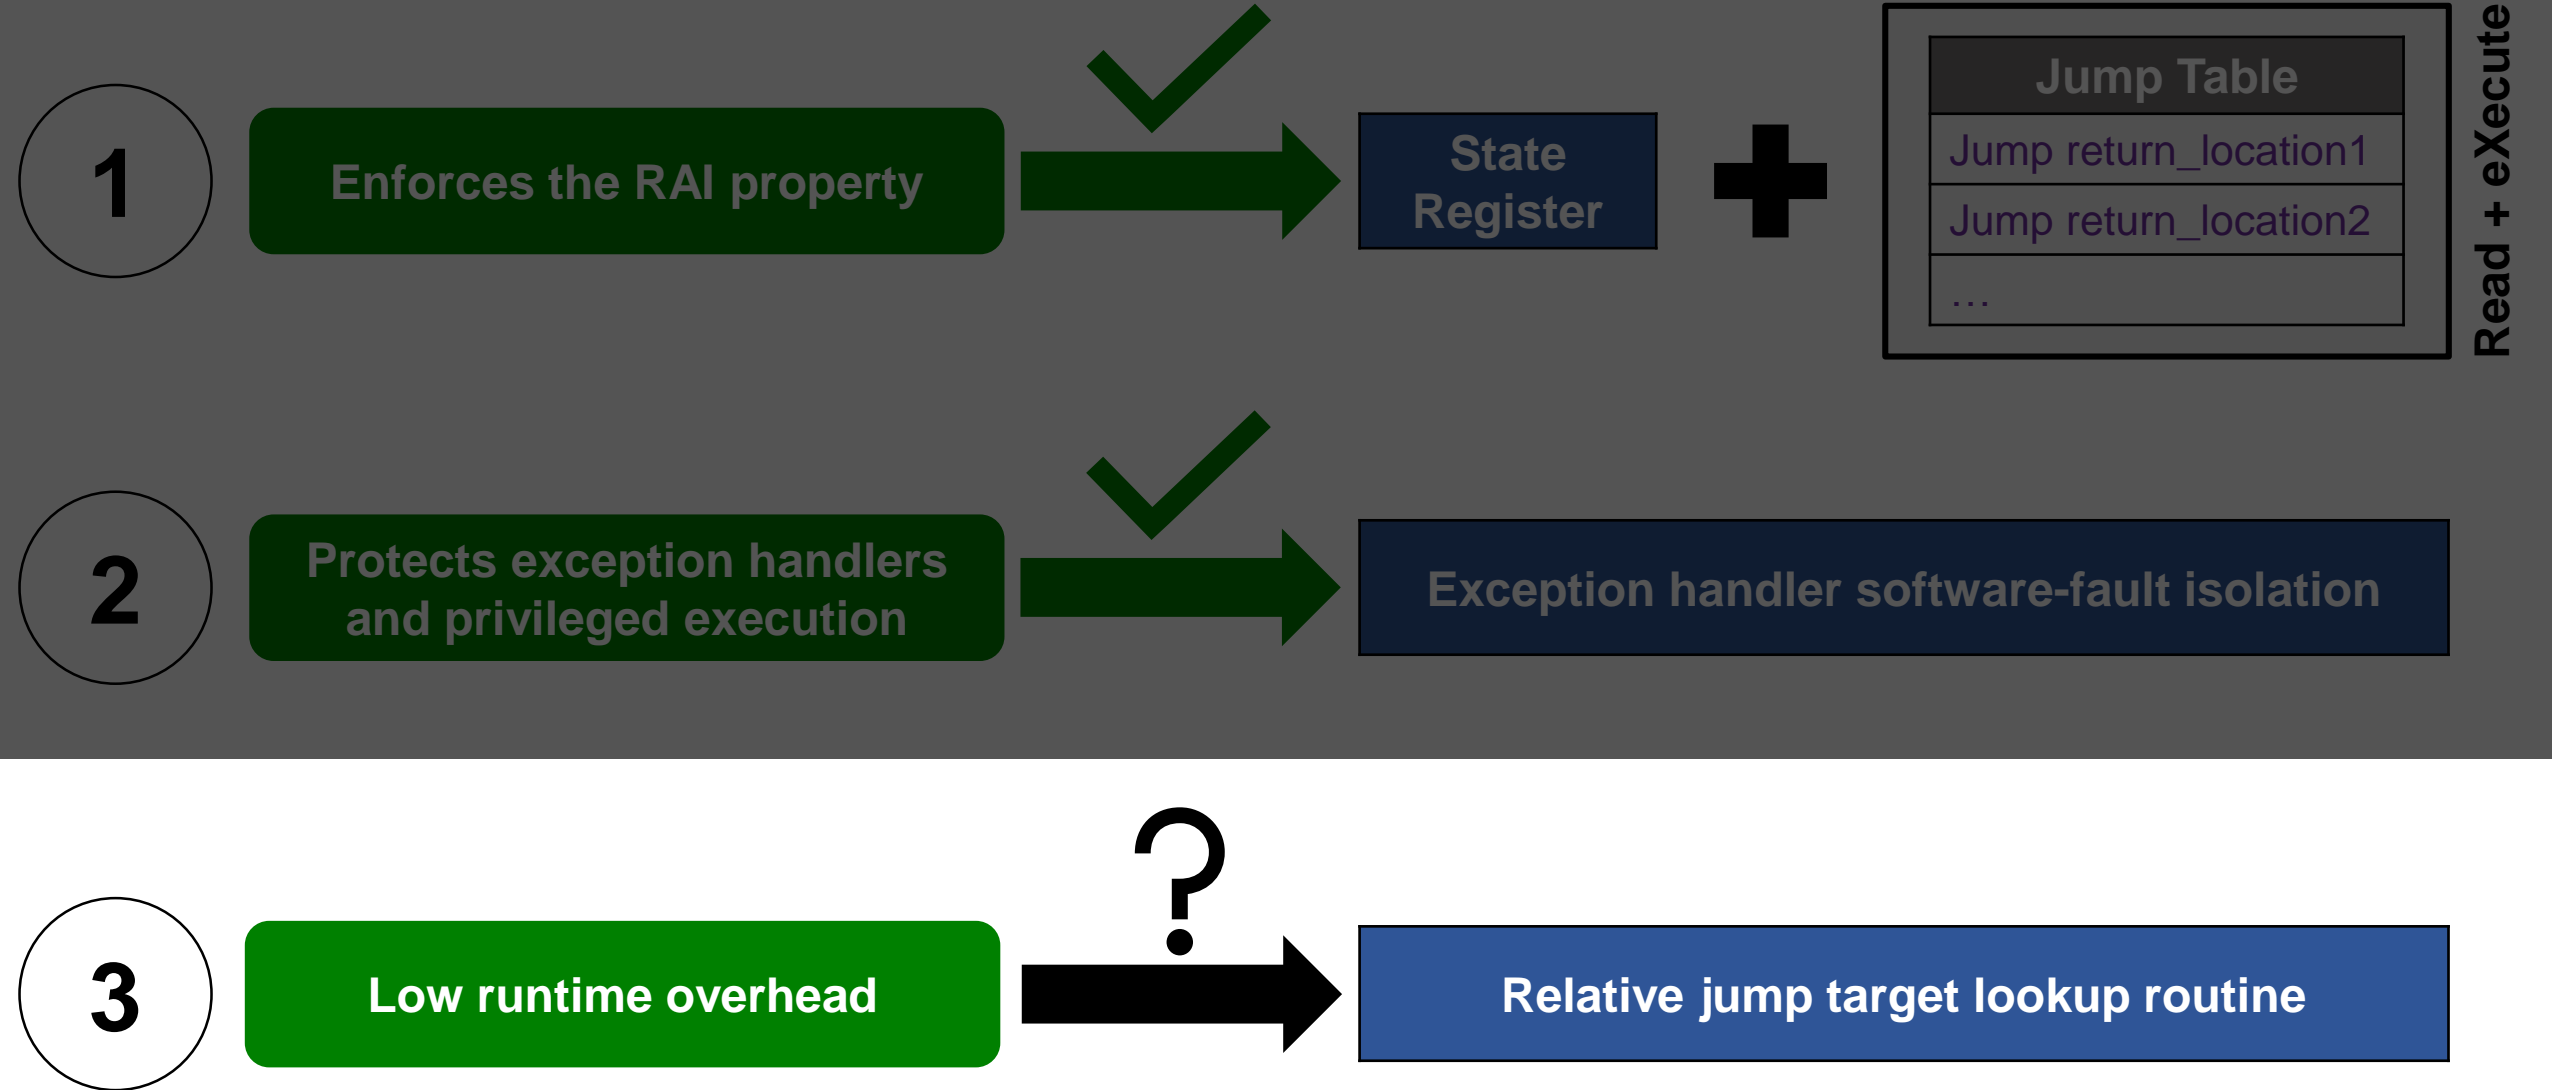 1
Enforces the RAI property
State
Register
Jump Table
Jump return_location1
Jump return_location2
…
Read + eXecute
2
Protects exception handlers
and privileged execution
Exception handler software-fault isolation
?
3
Low runtime overhead
Relative jump target lookup routine